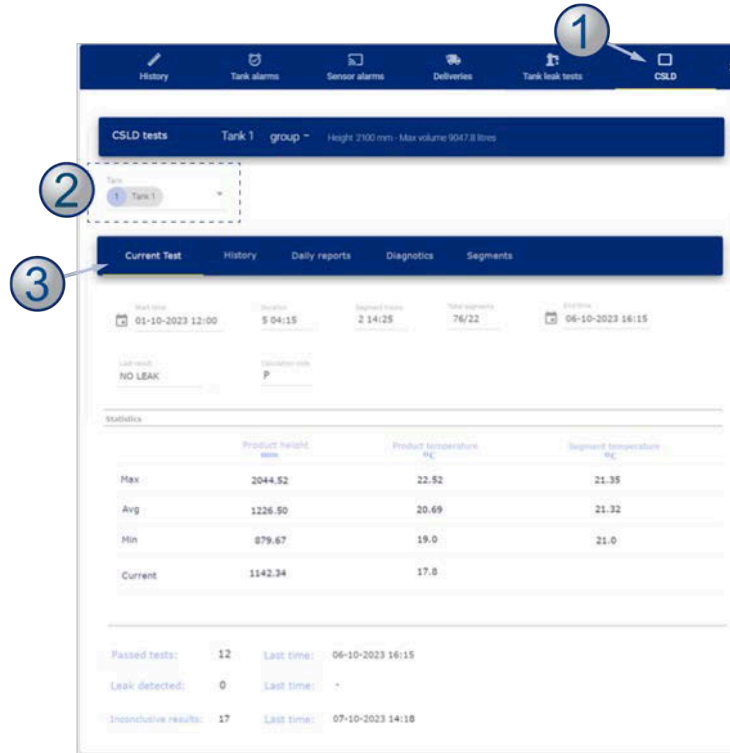 1
History Tank alarms Sensor alarms Deliveries Tank leak tests CSLD
CSLD tests Tank 1 group Height 2100 mm - Max volume 9047.8 litres
2
Tank
1 Tank 1
Current Test History Daily reports Diagnotics Segments
3
Start time Duration Segment hours Total segments End time
01-10-2023 12:00 5 04:15 2 14:25 76/22 06-10-2023 16:15
Last result Calculation code
NO LEAK P
Statistics
Product height Product temperature Segment temperature
mm °C °C
Max 2044.52 22.52 21.35
Avg 1226.50 20.69 21.32
Min 879.67 19.0 21.0
Current 1142.34 17.8
Passed tests: 12 Last time: 06-10-2023 16:15
Leak detected: 0 Last time: -
Inconclusive results: 17 Last time: 07-10-2023 14:18